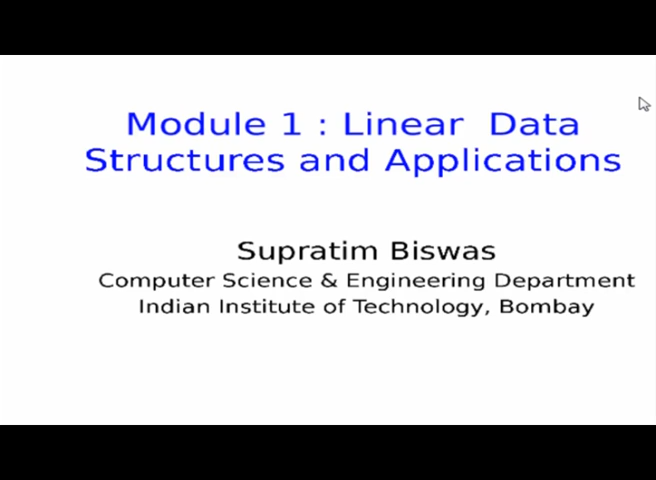 Module 1 : Linear Data
Structures and Applications
Supratim Biswas
Computer Science & Engineering Department
Indian Institute of Technology, Bombay